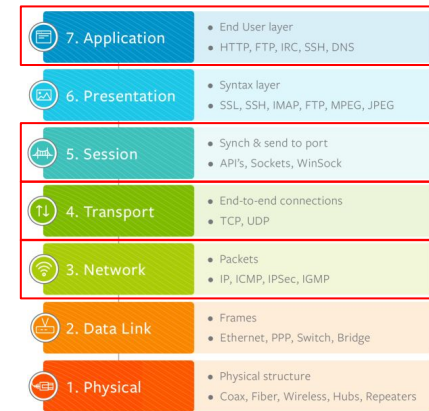 7. Application
• End User layer
• HTTP, FTP, IRC, SSH, DNS
6. Presentation
• Syntax layer
• SSL, SSH, IMAP, FTP, MPEG, JPEG
5. Session
• Synch & send to port
• API's, Sockets, WinSock
4. Transport
• End-to-end connections
• TCP, UDP
3. Network
• Packets
• IP, ICMP, IPSec, IGMP
2. Data Link
• Frames
• Ethernet, PPP, Switch, Bridge
1. Physical
• Physical structure
• Coax, Fiber, Wireless, Hubs, Repeaters